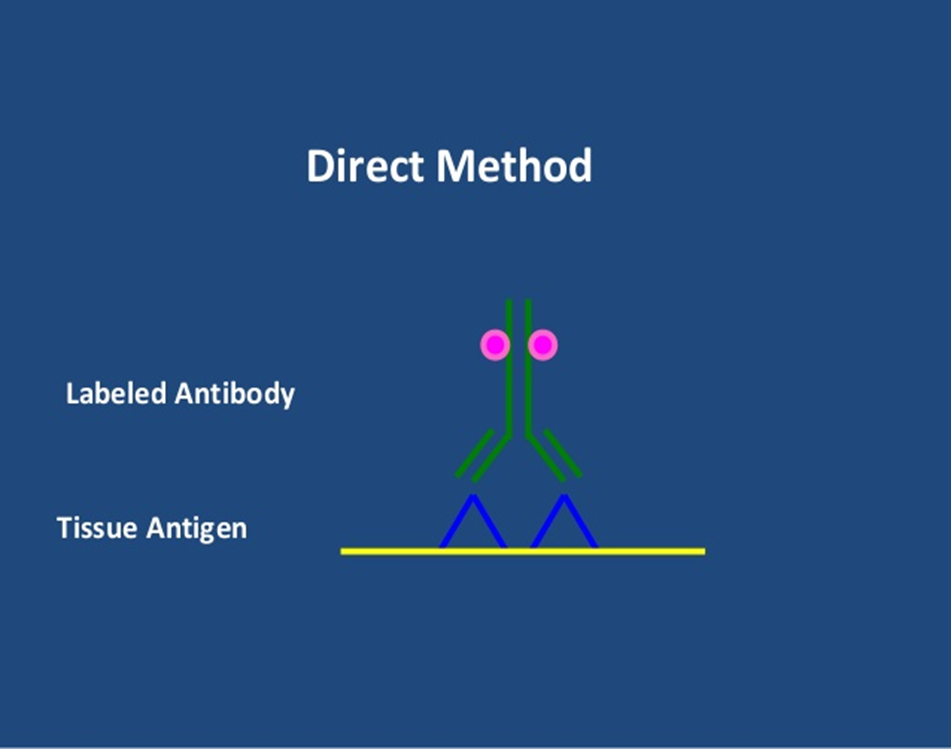 Direct Method
Labeled Antibody
Tissue Antigen